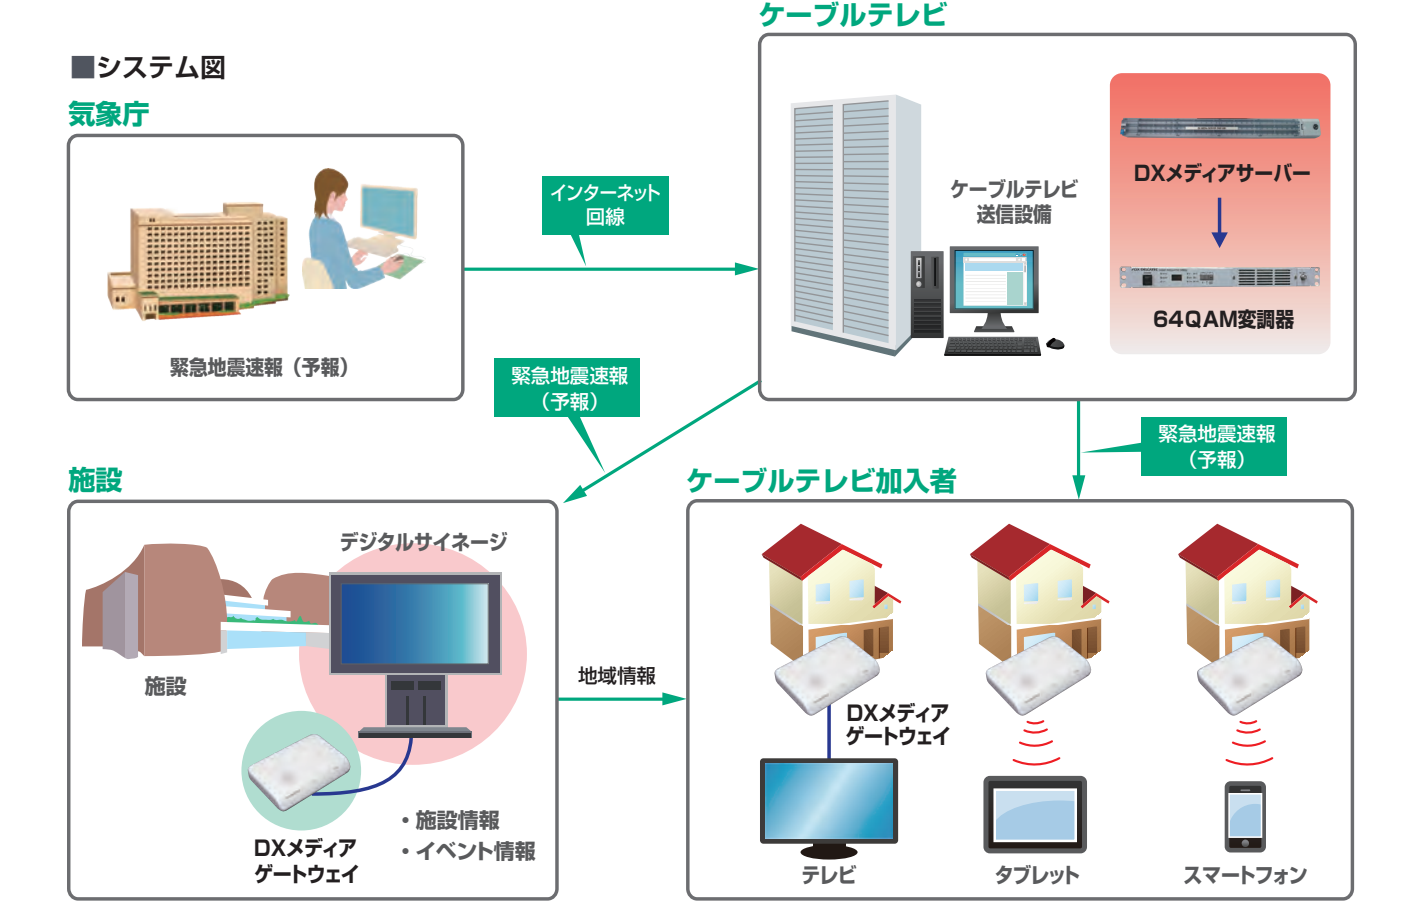 ■システム図
気象庁
緊急地震速報（予報）
インターネット
回線
ケーブルテレビ
ケーブルテレビ
送信設備
DXメディアサーバー
64QAM変調器
緊急地震速報
（予報）
緊急地震速報
（予報）
施設
デジタルサイネージ
施設
DXメディア
ゲートウェイ
・施設情報
・イベント情報
地域情報
ケーブルテレビ加入者
DXメディア
ゲートウェイ
テレビ
タブレット
スマートフォン